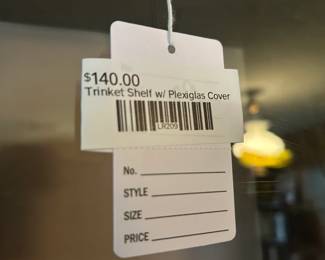 $140.00
Trinket Shelf w/ Plexiglas Cover
LR209
No.
STYLE
SIZE
PRICE